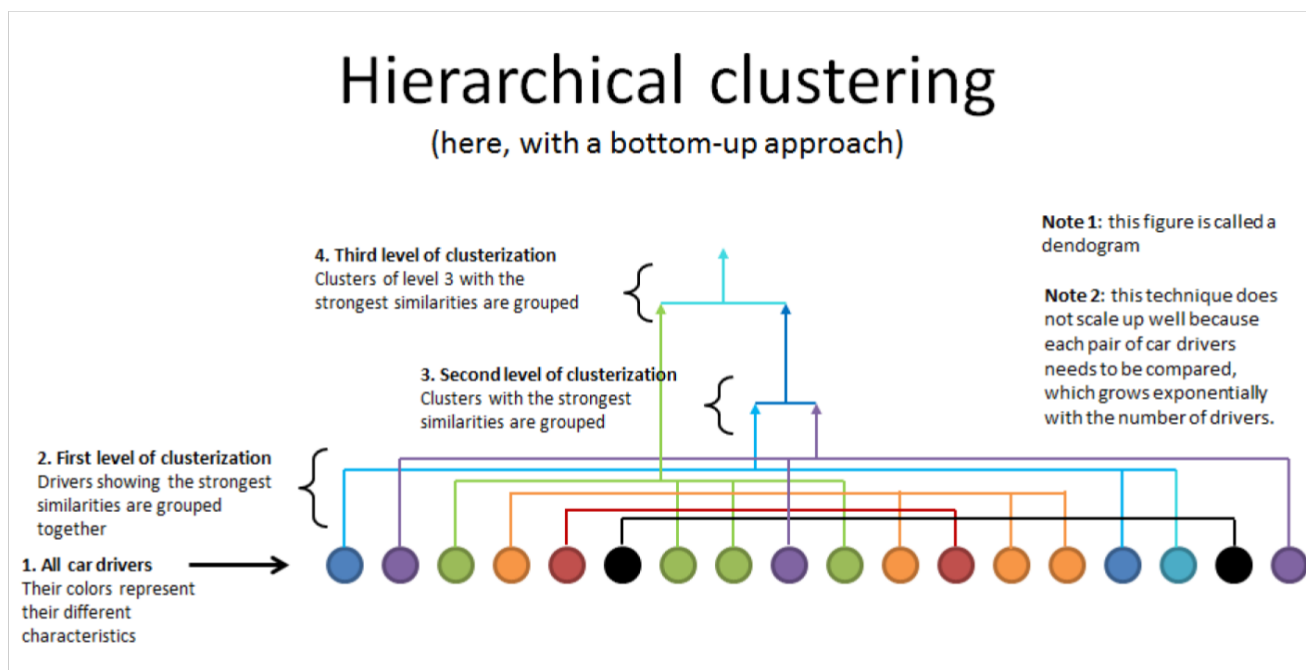 Hierarchical clustering
(here, with a bottom-up approach)
4. Third level of clusterization
Clusters of level 3 with the
strongest similarities are grouped
Note 1: this figure is called a
dendogram
Note 2: this technique does
not scale up well because
each pair of car drivers
needs to be compared,
which grows exponentially
with the number of drivers.
3. Second level of clusterization
Clusters with the strongest
similarities are grouped
2. First level of clusterization
Drivers showing the strongest
similarities are grouped
together
1. All car drivers
Their colors represent
their different
characteristics